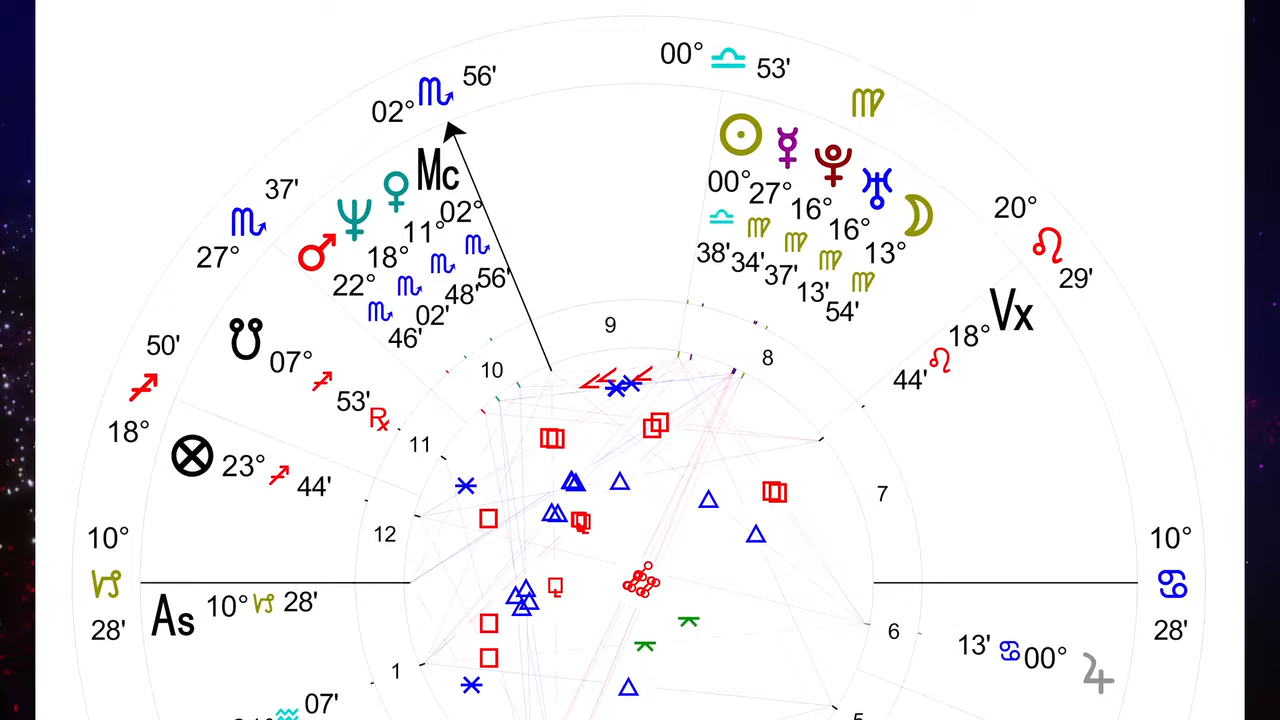 00° ♎ 53'
02° ♏ 56'
♍
☉ ☿ ♇ ♅ ☽
00° ♎ 38'
27° ♍ 34'
16° ♍ 37'
16° ♍ 13'
13° ♍ 54'
Mc 02° ♏ 56'
♀ 11° ♏ 48'
♆ 18° ♏ 02'
♂ 22° ♏ 46'
37'
♏
27°
20°
♌
29'
Vx 18° ♌ 44'
☋ 07° ♐ 53' ℞
50'
♐
18°
⊗ 23° ♐ 44'
9
10
8
11
7
12
6
1
5
10°
♑
28'
As 10° ♑ 28'
10°
♋
28'
13' ♋ 00° ♃
♒ 07'